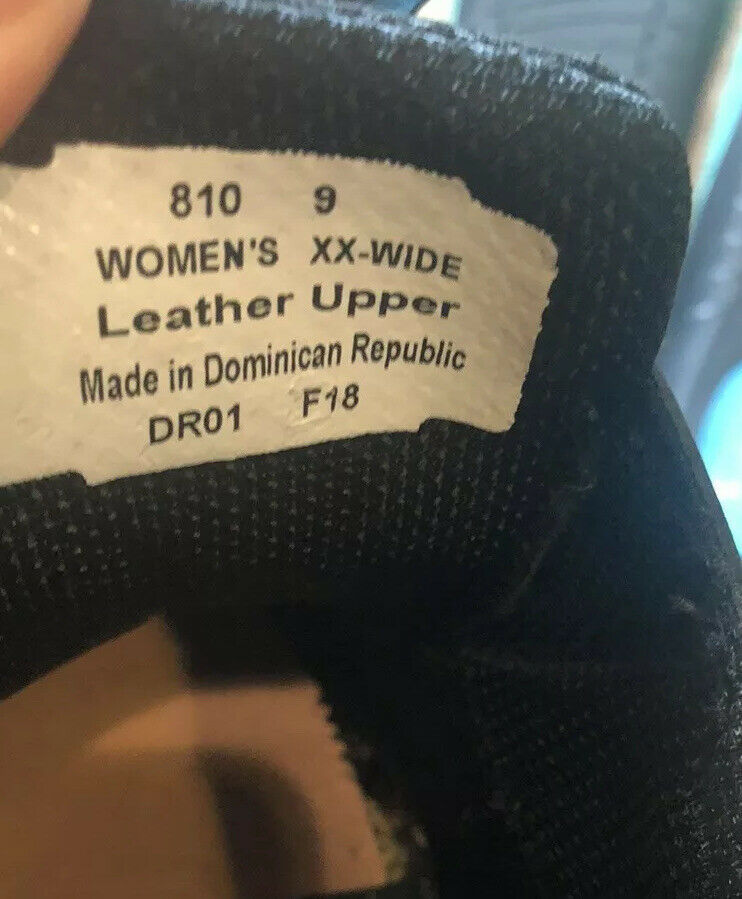 810 9
WOMEN'S XX-WIDE
Leather Upper
Made in Dominican Republic
DR01 F18